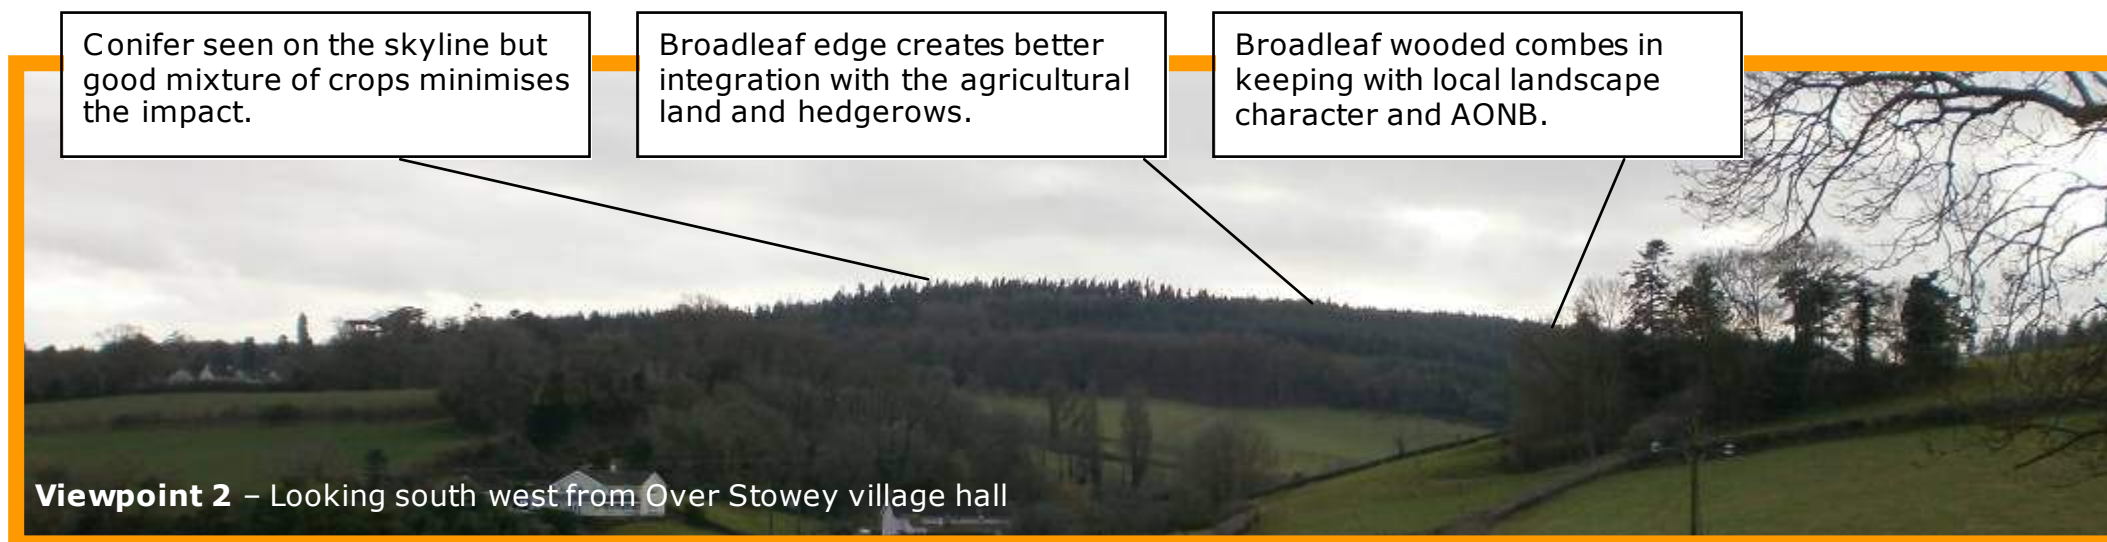 Conifer seen on the skyline but
good mixture of crops minimises
the impact.
Broadleaf edge creates better
integration with the agricultural
land and hedgerows.
Broadleaf wooded combes in
keeping with local landscape
character and AONB.
Viewpoint 2 – Looking south west from Over Stowey village hall